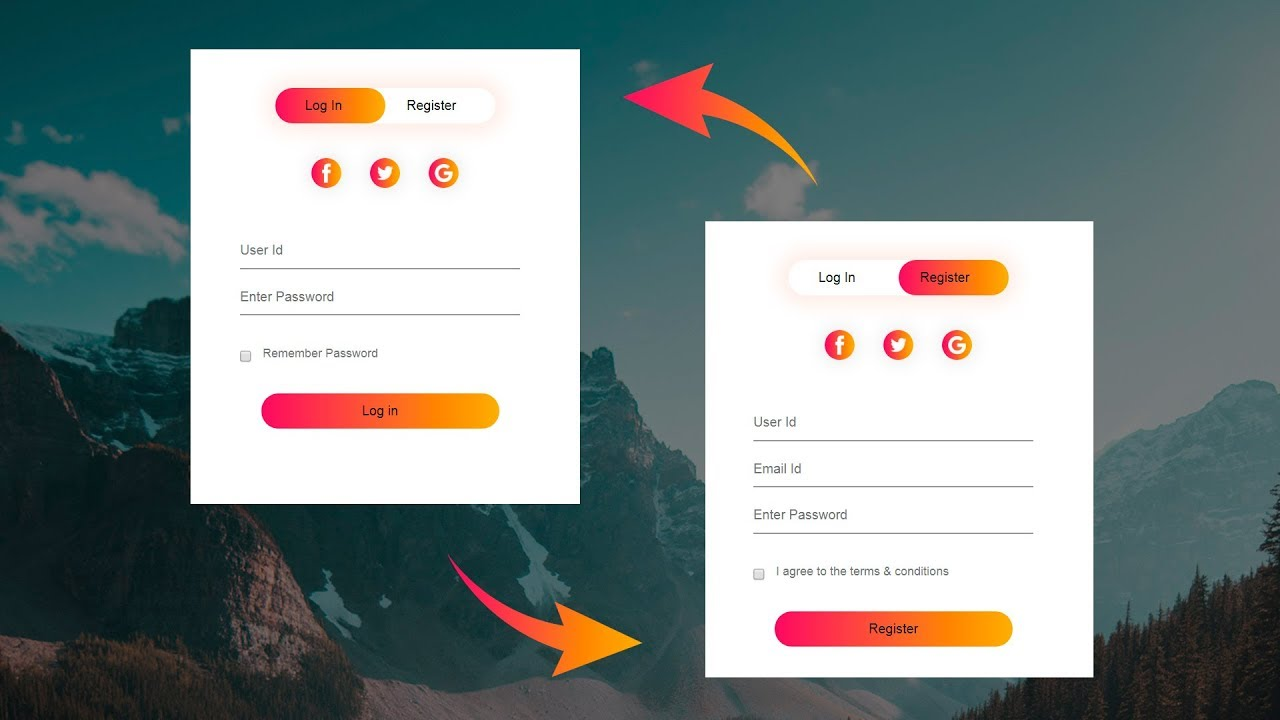 Log In Register
User Id
Enter Password
Remember Password
Log in
Log In Register
User Id
Email Id
Enter Password
I agree to the terms & conditions
Register